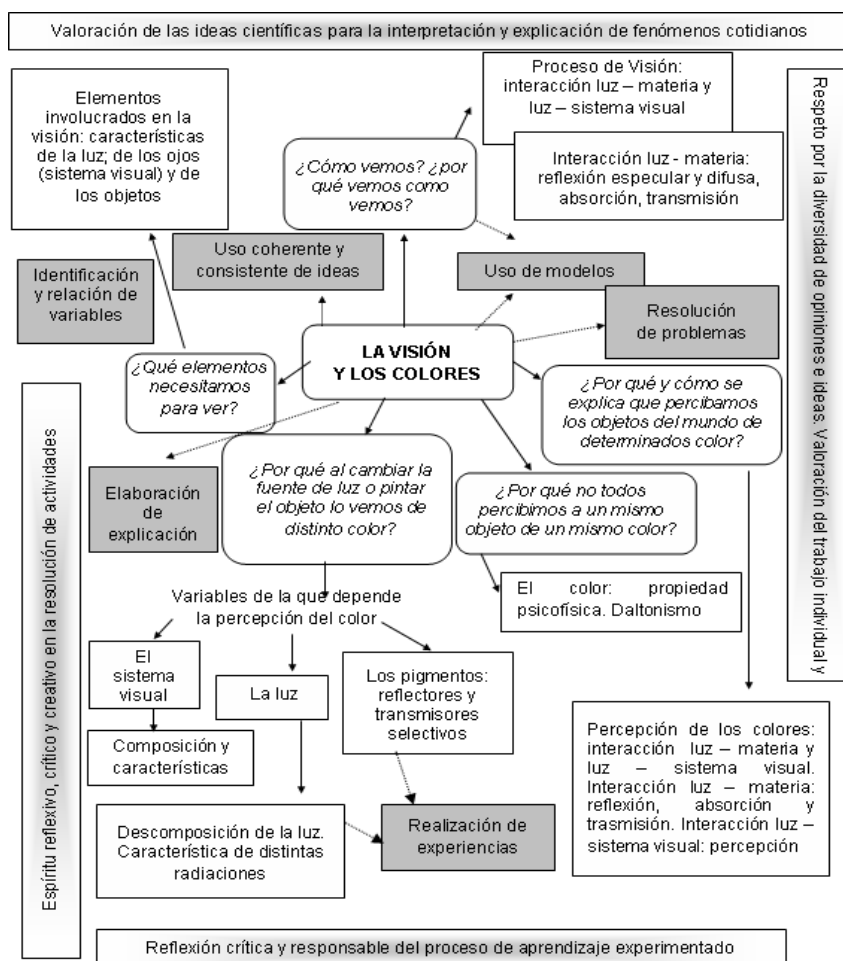 Valoración de las ideas científicas para la interpretación y explicación de fenómenos cotidianos
Elementos
involucrados en la
visión: características
de la luz; de los ojos
(sistema visual) y de
los objetos
¿Cómo vemos? ¿por
qué vemos como
vemos?
Proceso de Visión:
interacción luz – materia y
luz – sistema visual
Interacción luz - materia:
reflexión especular y difusa,
absorción, transmisión
Respeto por la diversidad de opiniones e ideas. Valoración del trabajo individual y
Identificación
y relación de
variables
Uso coherente y
consistente de ideas
Uso de modelos
Resolución
de problemas
LA VISIÓN
Y LOS COLORES
¿Qué elementos
necesitamos
para ver?
¿Por qué y cómo se
explica que percibamos
los objetos del mundo de
determinados color?
Espíritu reflexivo, crítico y creativo en la resolución de actividades
Elaboración
de
explicación
¿Por qué al cambiar la
fuente de luz o pintar
el objeto lo vemos de
distinto color?
¿Por qué no todos
percibimos a un mismo
objeto de un mismo color?
El color: propiedad
psicofísica. Daltonismo
Variables de la que depende
la percepción del color
El
sistema
visual
La luz
Los pigmentos:
reflectores y
transmisores
selectivos
Composición y
características
Percepción de los colores:
interacción luz – materia y
luz – sistema visual.
Interacción luz – materia:
reflexión, absorción y
trasmisión. Interacción luz –
sistema visual: percepción
Descomposición de la luz.
Característica de distintas
radiaciones
Realización de
experiencias
Reflexión crítica y responsable del proceso de aprendizaje experimentado